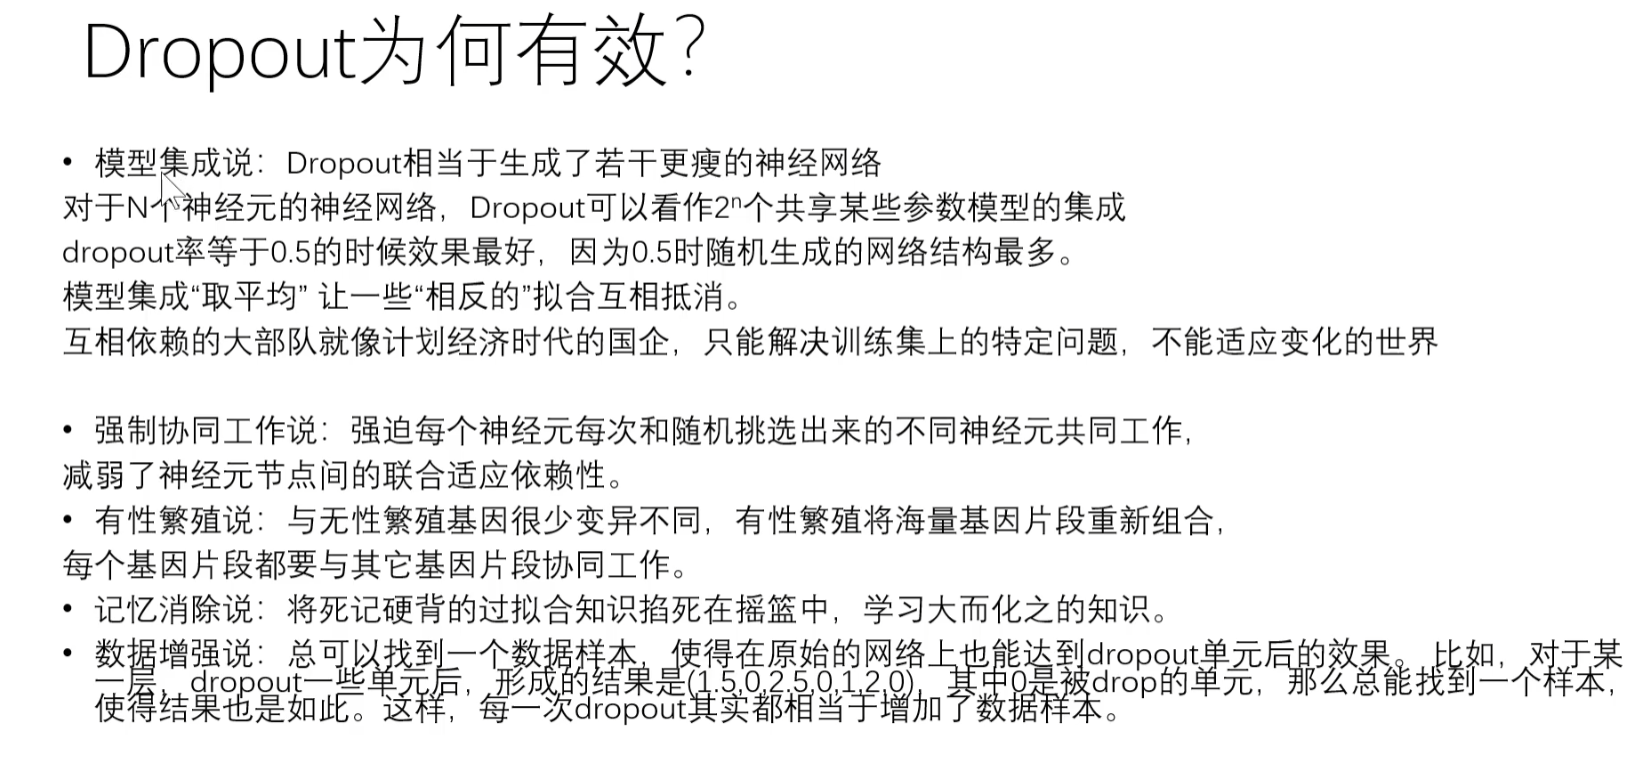 Dropout为何有效?
• 模型集成说：Dropout相当于生成了若干更瘦的神经网络
对于N个神经元的神经网络，Dropout可以看作2ⁿ个共享某些参数模型的集成
dropout率等于0.5的时候效果最好，因为0.5时随机生成的网络结构最多。
模型集成“取平均” 让一些“相反的”拟合互相抵消。
互相依赖的大部队就像计划经济时代的国企，只能解决训练集上的特定问题，不能适应变化的世界
• 强制协同工作说：强迫每个神经元每次和随机挑选出来的不同神经元共同工作，
减弱了神经元节点间的联合适应依赖性。
• 有性繁殖说：与无性繁殖基因很少变异不同，有性繁殖将海量基因片段重新组合，
每个基因片段都要与其它基因片段协同工作。
• 记忆消除说：将死记硬背的过拟合知识掐死在摇篮中，学习大而化之的知识。
• 数据增强说：总可以找到一个数据样本，使得在原始的网络上也能达到dropout单元后的效果。 比如，对于某
一层，dropout一些单元后，形成的结果是(1.5,0,2.5,0,1,2,0)，其中0是被drop的单元，那么总能找到一个样本，
使得结果也是如此。这样，每一次dropout其实都相当于增加了数据样本。